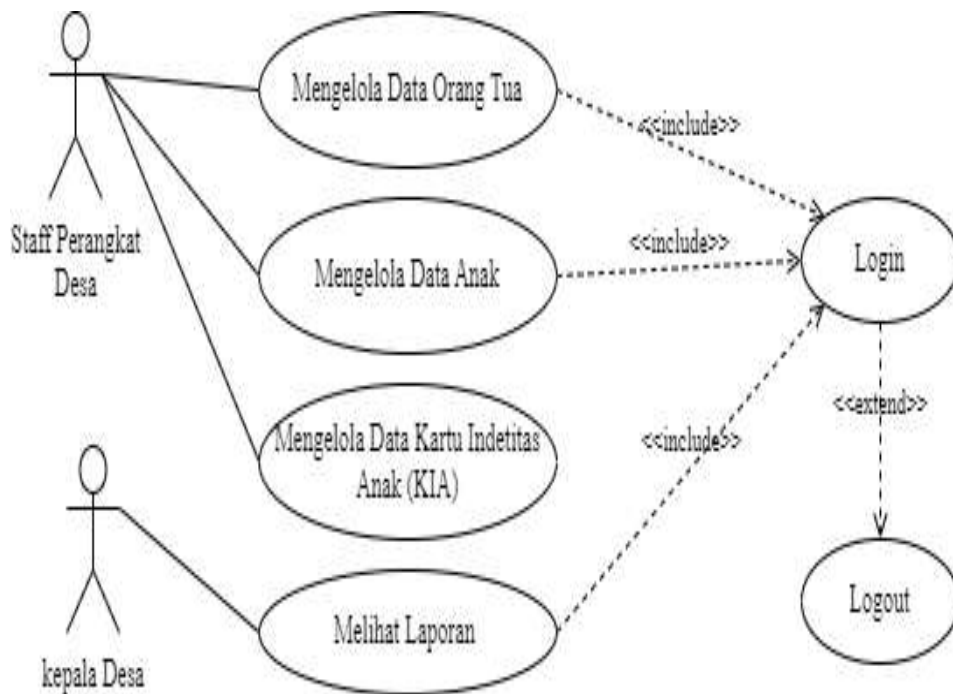 Mengelola Data Orang Tua
<<include>>
Staff Perangkat
Desa
Mengelola Data Anak
<<include>>
Login
Mengelola Data Kartu Indetitas
Anak (KIA)
<<include>>
<<extend>>
kepala Desa
Melihat Laporan
Logout